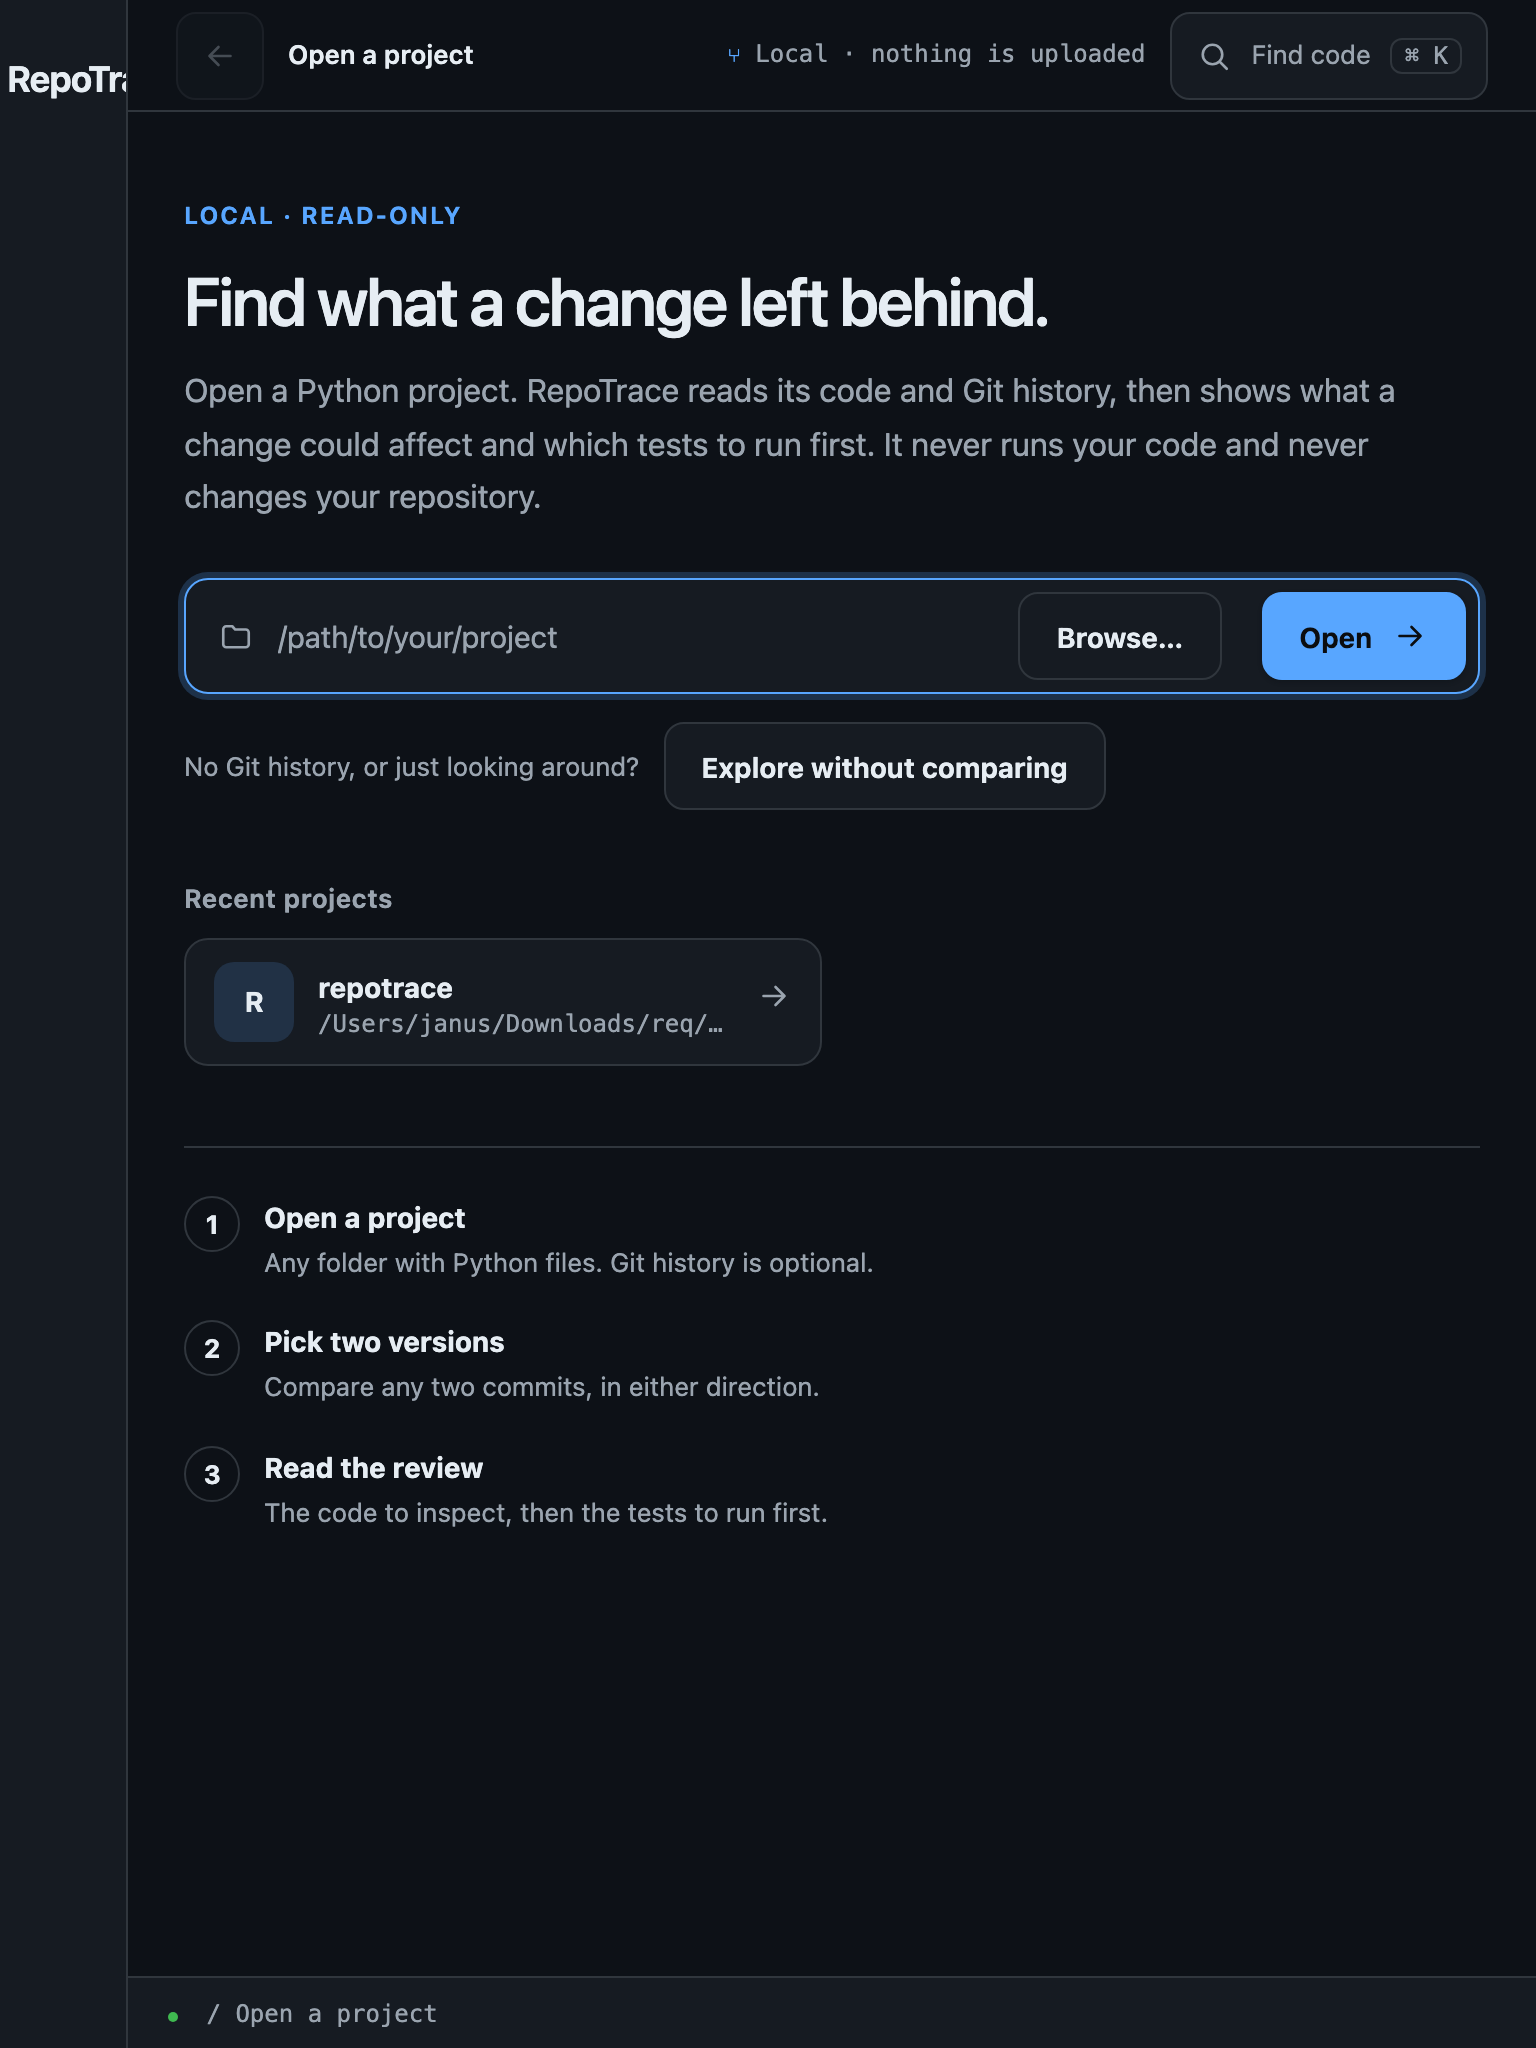 RepoTra
Open a project
Local · nothing is uploaded
Find code
⌘ K
LOCAL · READ-ONLY
Find what a change left behind.
Open a Python project. RepoTrace reads its code and Git history, then shows what a
change could affect and which tests to run first. It never runs your code and never
changes your repository.
/path/to/your/project
Browse...
Open
No Git history, or just looking around?
Explore without comparing
Recent projects
R
repotrace
/Users/janus/Downloads/req/…
1
Open a project
Any folder with Python files. Git history is optional.
2
Pick two versions
Compare any two commits, in either direction.
3
Read the review
The code to inspect, then the tests to run first.
/ Open a project